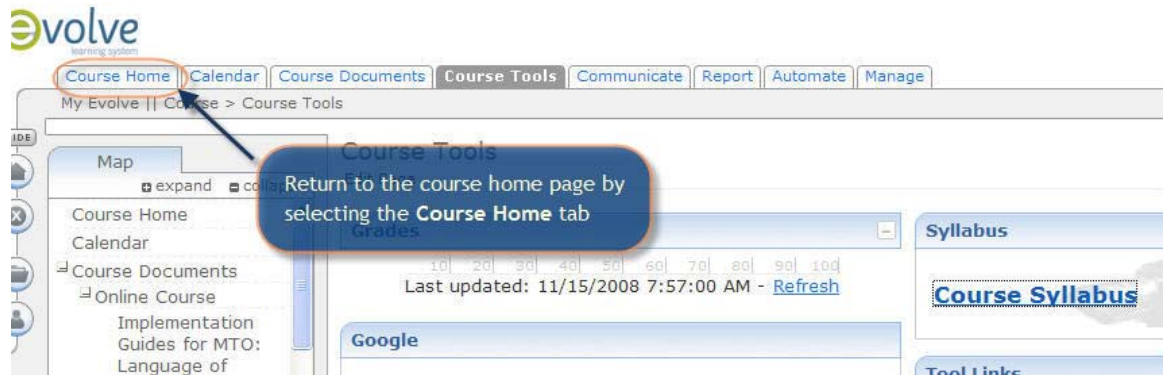 evolve
learning system
Course Home Calendar Course Documents Course Tools Communicate Report Automate Manage
My Evolve || Course > Course Tools
IDE
Map
expand collap
Course Home
Calendar
Course Documents
Online Course
Implementation
Guides for MTO:
Language of
Course Tools
Return to the course home page by
selecting the Course Home tab
Grades
10 20 30 40 50 60 70 80 90 100
Last updated: 11/15/2008 7:57:00 AM - Refresh
Google
Syllabus
Course Syllabus
Tool Links